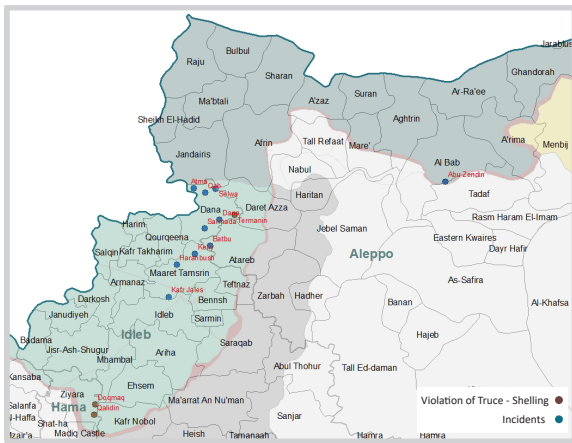 Jarablus
Bulbul
Raju
Sharan
Ghandorah
Ma'btali
A'zaz
Suran
Ar-Ra'ee
Sheikh El-Hadid
Aghtrin
Afrin
Tall Refaat
Mare'
A'rima
Menbij
Jandairis
Al Bab
Nabul
Abu Zendin
Atma
Qah
Salwa
Haritan
Tadaf
Dana
Daret Azza
Termanin
Rasm Haram El-Imam
Harim
Sarmada
Jebel Saman
Qourqeena
Batbu
Eastern Kwaires
Dayr Hafir
Salqin
Kafr Takharim
Kelly
Haranbush
Atareb
Aleppo
Maaret Tamsrin
As-Safira
Armanaz
Teftnaz
Kafr Jales
Darkosh
Bennsh
Zarbah
Hadher
Banan
Al-Khafsa
Janudiyeh
Idleb
Sarmin
Hajeb
Badama
Idleb
Saraqab
Jisr-Ash-Shugur
Ariha
Mhambal
Abul Thohur
Tall Ed-daman
Kansaba
Ehsem
Ziyara
Doqmaq
Ma'arrat An Nu'man
Violation of Truce - Shelling
Salanfa
Hama
Qalidin
Sanjar
Incidents
-Haffa
Shat-ha
Kafr Nobol
Madiq Castle
Heish
Tamanaah
Hamra
Hamra